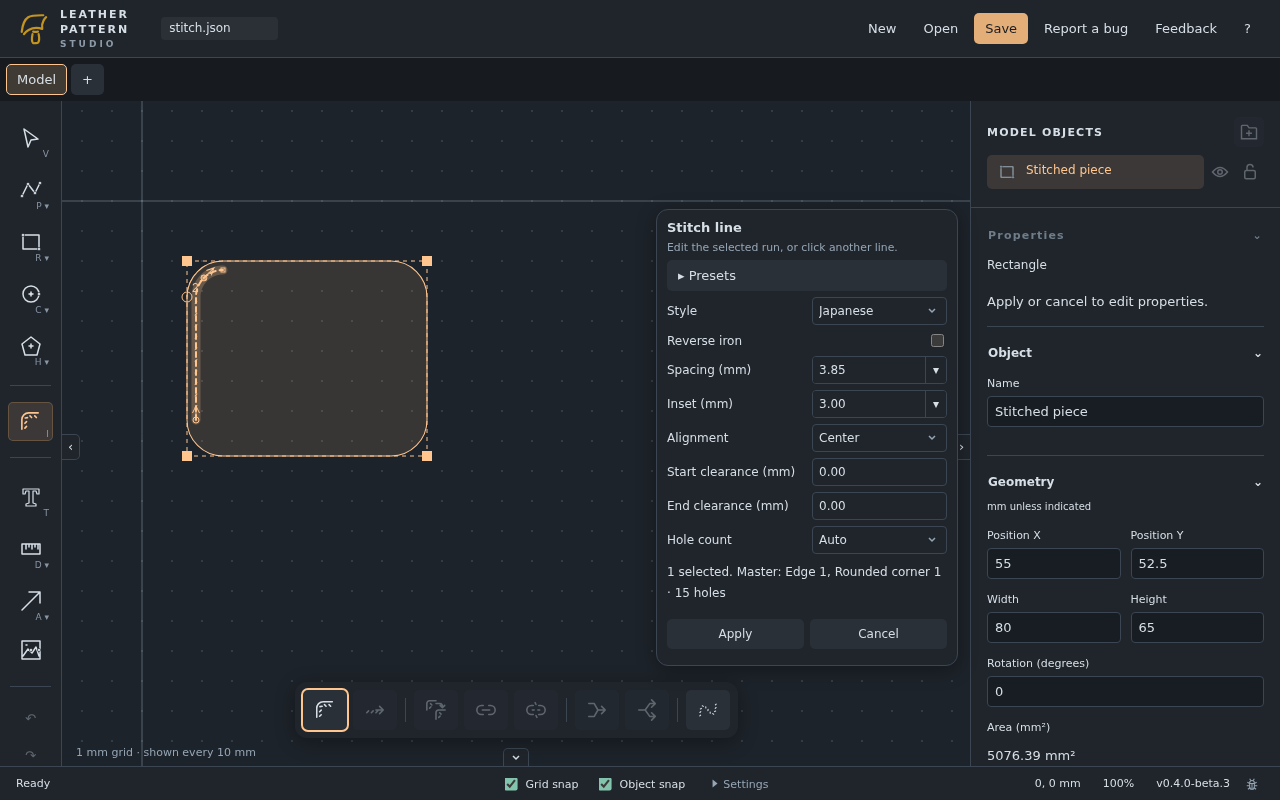 LEATHER
PATTERN
STUDIO
stitch.json
New
Open
Save
Report a bug
Feedback
?
Model
+
V
P ▾
R ▾
C ▾
H ▾
I
T
D ▾
A ▾
Stitch line
Edit the selected run, or click another line.
▸ Presets
Style
Japanese
Reverse iron
Spacing (mm)
3.85
Inset (mm)
3.00
Alignment
Center
Start clearance (mm)
0.00
End clearance (mm)
0.00
Hole count
Auto
1 selected. Master: Edge 1, Rounded corner 1
· 15 holes
Apply
Cancel
MODEL OBJECTS
Stitched piece
Properties
Rectangle
Apply or cancel to edit properties.
Object
Name
Stitched piece
Geometry
mm unless indicated
Position X
Position Y
55
52.5
Width
Height
80
65
Rotation (degrees)
0
Area (mm²)
5076.39 mm²
1 mm grid · shown every 10 mm
Ready
Grid snap
Object snap
Settings
0, 0 mm
100%
v0.4.0-beta.3